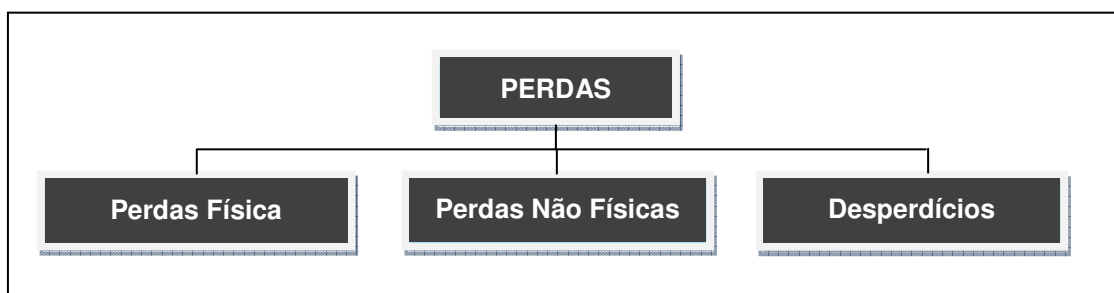 PERDAS
Perdas Física
Perdas Não Físicas
Desperdícios